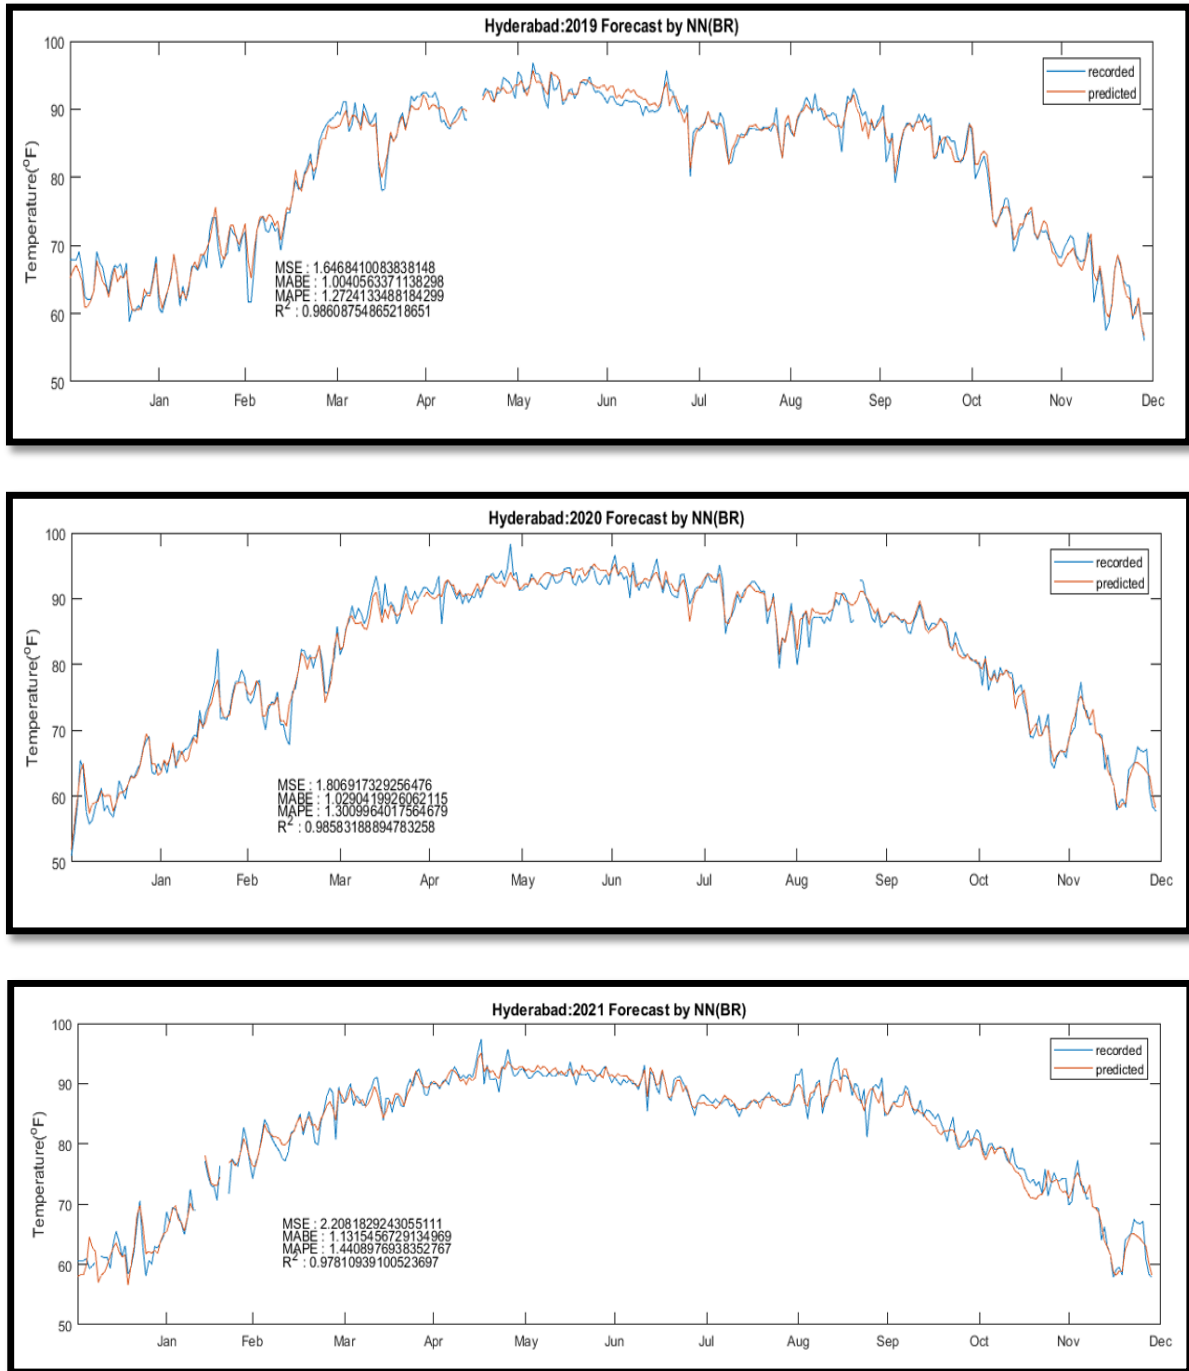 Hyderabad:2019 Forecast by NN(BR)
Temperature(°F)
100
90
80
70
60
50
recorded
predicted
MSE : 1.6468410083838148
MABE : 1.0040563371138298
MAPE : 1.2724133488184299
R² : 0.98608754865218651
Jan Feb Mar Apr May Jun Jul Aug Sep Oct Nov Dec
Hyderabad:2020 Forecast by NN(BR)
Temperature(°F)
100
90
80
70
60
50
recorded
predicted
MSE : 1.806917329256476
MABE : 1.0290419926062115
MAPE : 1.3009964017564679
R² : 0.98583188894783258
Jan Feb Mar Apr May Jun Jul Aug Sep Oct Nov Dec
Hyderabad:2021 Forecast by NN(BR)
Temperature(°F)
100
90
80
70
60
50
recorded
predicted
MSE : 2.2081829243055111
MABE : 1.1315456729134969
MAPE : 1.4408976938352767
R² : 0.97810939100523697
Jan Feb Mar Apr May Jun Jul Aug Sep Oct Nov Dec